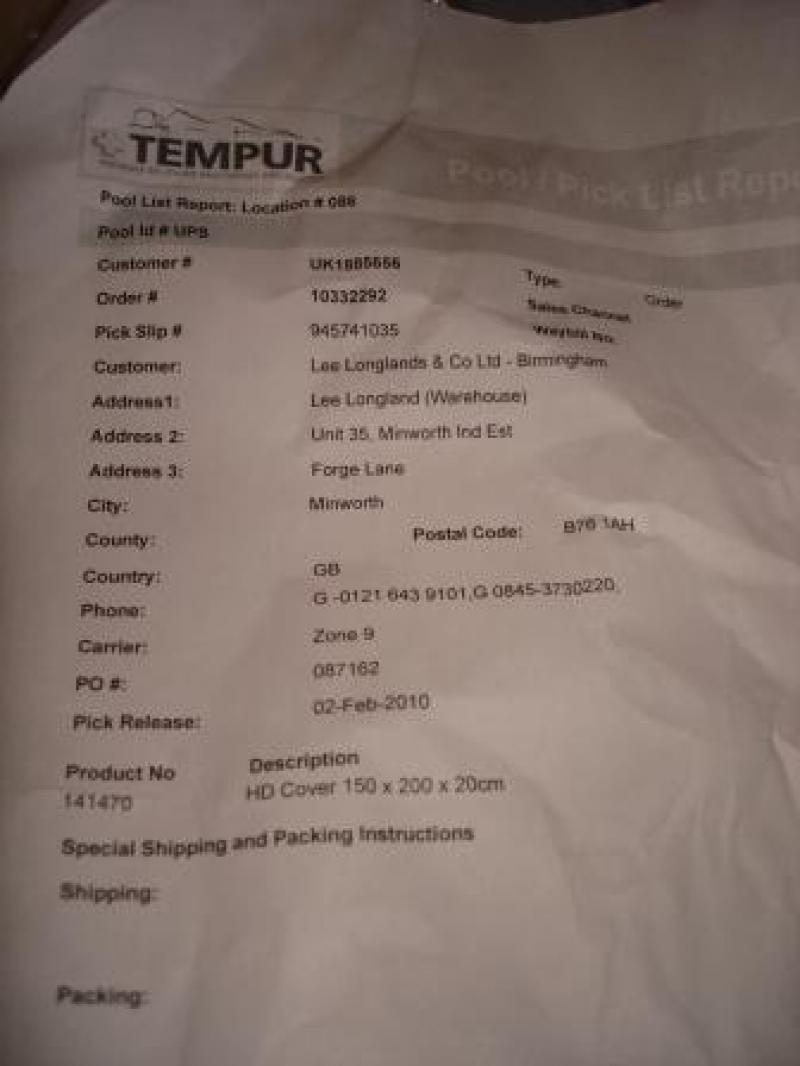 TEMPUR
Pool / Pick List Repo
Pool List Report: Location # 088
Pool Id # UPS
Customer # UK1885656 Type: Order
Order # 10332292 Sales Channel
Pick Slip # 945741035 Waybill No.
Customer: Lee Longlands & Co Ltd - Birmingham
Address1: Lee Longland (Warehouse)
Address 2: Unit 35, Minworth Ind Est
Address 3: Forge Lane
City: Minworth
County: Postal Code: B76 1AH
Country: GB
Phone: G -0121 643 9101,G 0845-3730220,
Carrier: Zone 9
PO #: 087162
Pick Release: 02-Feb-2010
Product No Description
141470 HD Cover 150 x 200 x 20cm
Special Shipping and Packing Instructions
Shipping:
Packing: